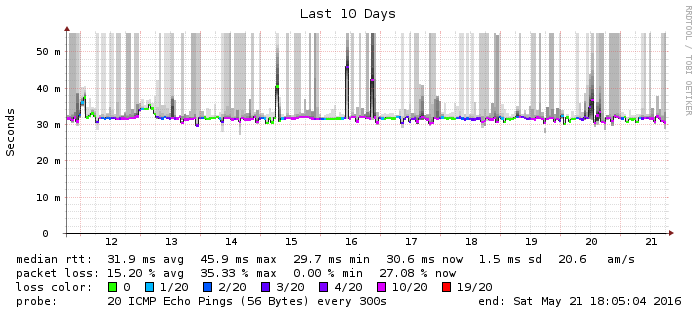 Last 10 Days
RRDTOOL / TOBI OETIKER
Seconds
50 m
40 m
30 m
20 m
10 m
0
12 13 14 15 16 17 18 19 20 21
median rtt: 31.9 ms avg 45.9 ms max 29.7 ms min 30.6 ms now 1.5 ms sd 20.6 am/s
packet loss: 15.20 % avg 35.33 % max 0.00 % min 27.08 % now
loss color: 0 1/20 2/20 3/20 4/20 10/20 19/20
probe: 20 ICMP Echo Pings (56 Bytes) every 300s end: Sat May 21 18:05:04 2016